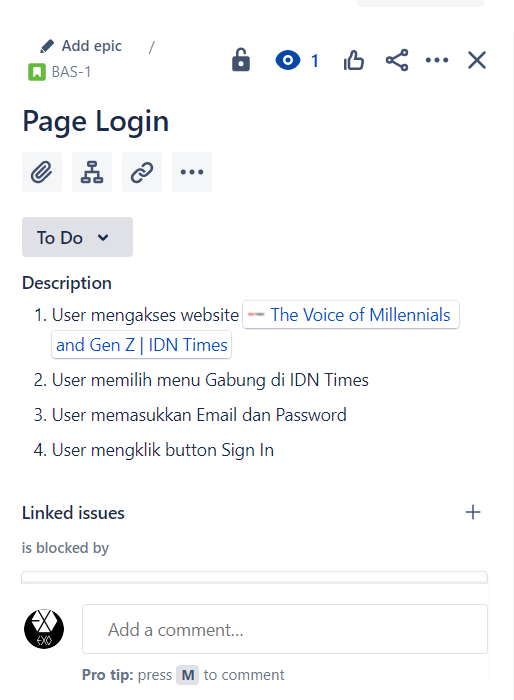 Add epic /
BAS-1
1
Page Login
To Do
Description
1. User mengakses website The Voice of Millennials
and Gen Z | IDN Times
2. User memilih menu Gabung di IDN Times
3. User memasukkan Email dan Password
4. User mengklik button Sign In
Linked issues
is blocked by
EXO
Add a comment...
Pro tip: press M to comment